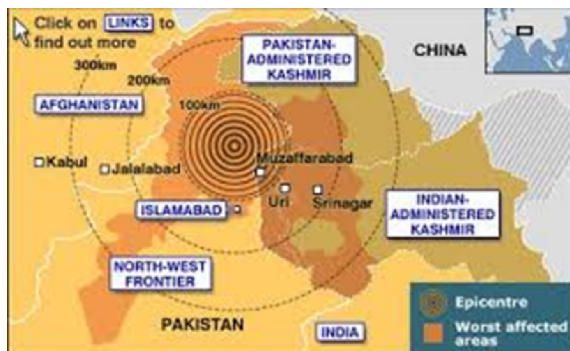 Click on LINKS to
find out more
300km
200km
100km
PAKISTAN-
ADMINISTERED
KASHMIR
CHINA
AFGHANISTAN
Kabul
Jalalabad
Muzaffarabad
Uri
Srinagar
ISLAMABAD
INDIAN-
ADMINISTERED
KASHMIR
NORTH-WEST
FRONTIER
PAKISTAN
INDIA
Epicentre
Worst affected
areas